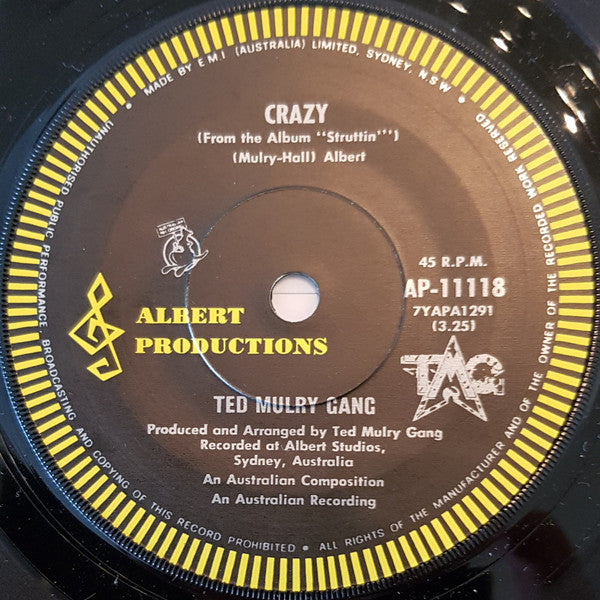 MADE BY E.M.I (AUSTRALIA) LIMITED, SYDNEY, N.S.W •
CRAZY
(From the Album "Struttin'")
(Mulry-Hall) Albert
45 R.P.M.
AP-11118
7YAPA1291
(3.25)
ALBERT
PRODUCTIONS
TMG
TED MULRY GANG
Produced and Arranged by Ted Mulry Gang
Recorded at Albert Studios,
Sydney, Australia
An Australian Composition
An Australian Recording
UNAUTHORISED PUBLIC PERFORMANCE BROADCASTING AND COPYING OF THIS RECORD PROHIBITED • ALL RIGHTS OF THE MANUFACTURER AND OF THE OWNER OF THE RECORDED WORK RESERVED